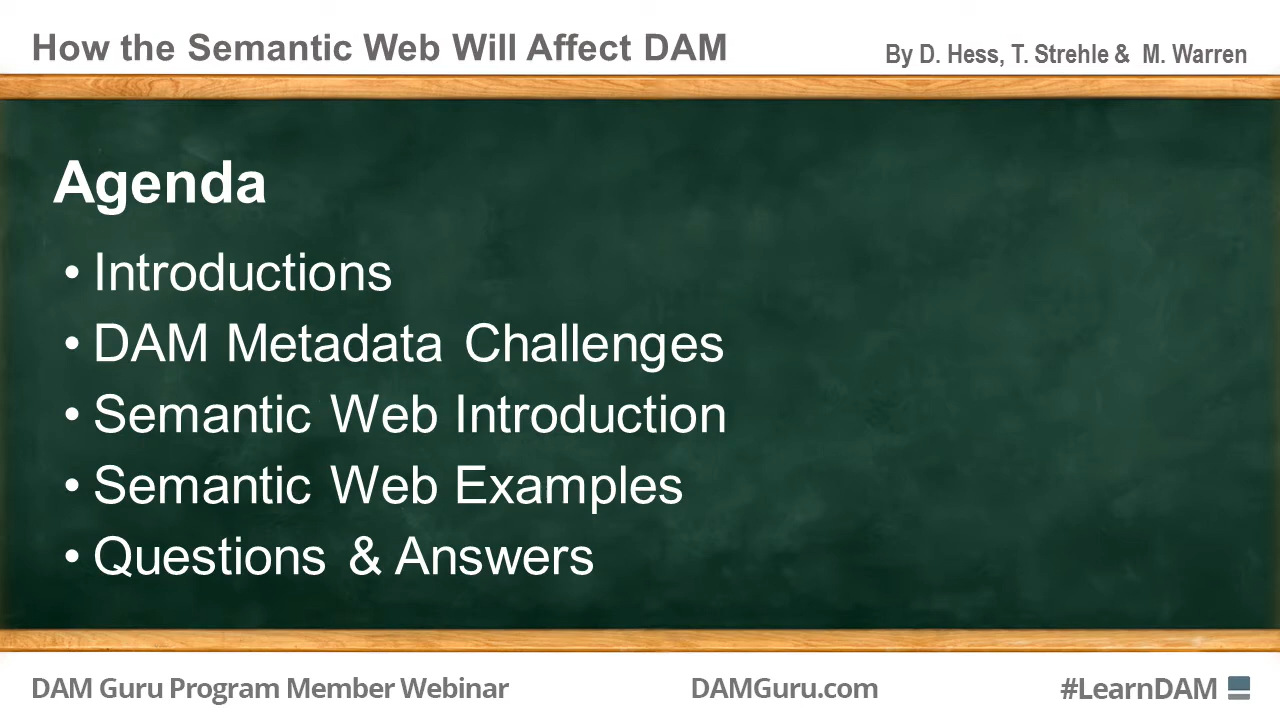 How the Semantic Web Will Affect DAM
By D. Hess, T. Strehle & M. Warren
Agenda
• Introductions
• DAM Metadata Challenges
• Semantic Web Introduction
• Semantic Web Examples
• Questions & Answers
DAM Guru Program Member Webinar
DAMGuru.com
#LearnDAM